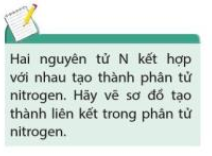 Hai nguyên tử N kết hợp
với nhau tạo thành phân tử
nitrogen. Hãy vẽ sơ đồ tạo
thành liên kết trong phân tử
nitrogen.